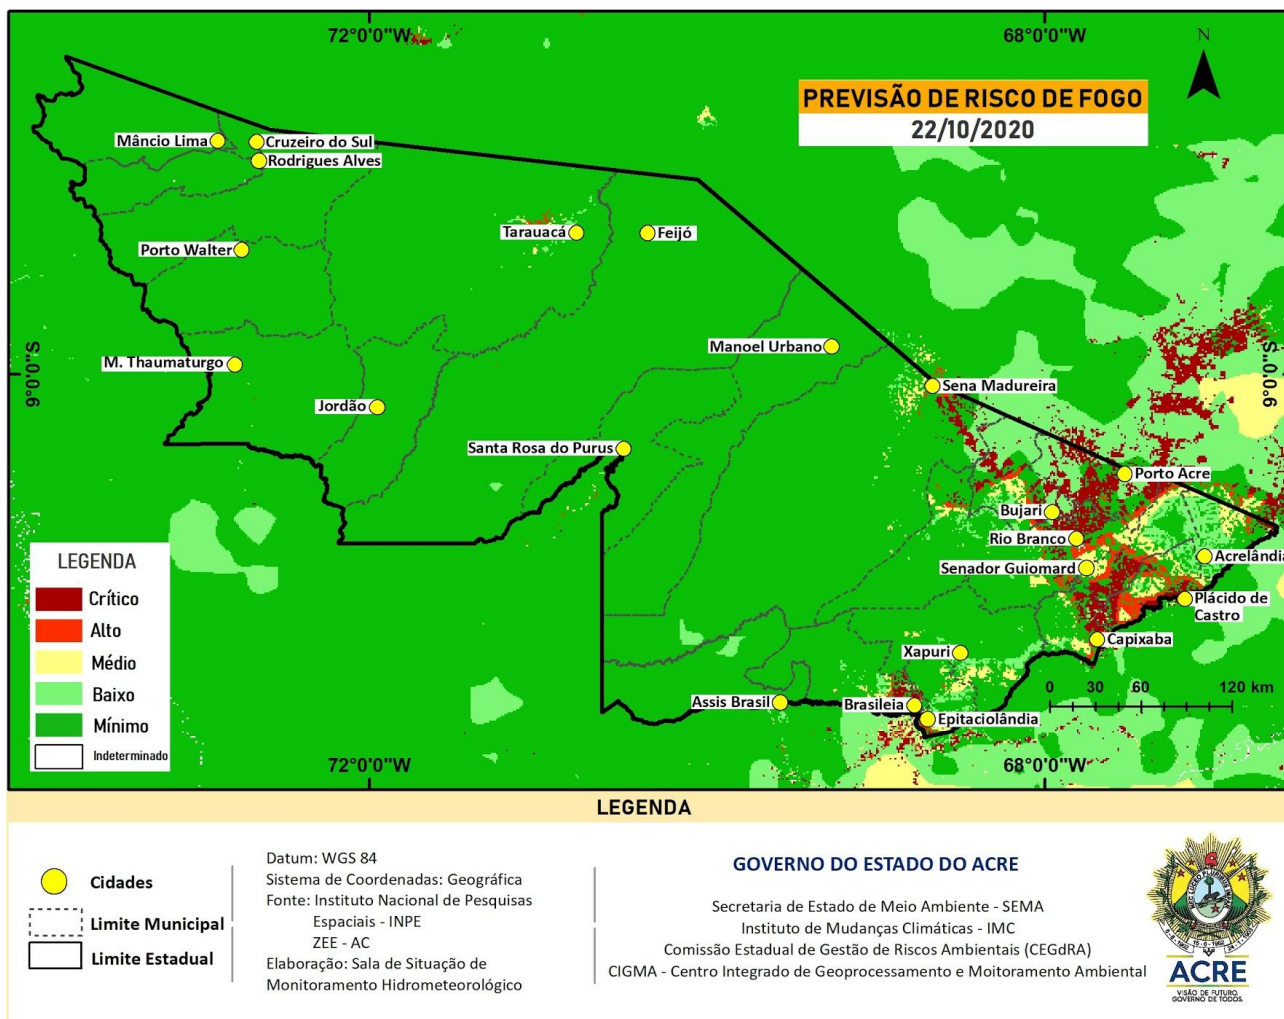 72°0'0"W
68°0'0"W
N
PREVISÃO DE RISCO DE FOGO
22/10/2020
Mâncio Lima
Cruzeiro do Sul
Rodrigues Alves
Tarauacá
Feijó
Porto Walter
Manoel Urbano
M. Thaumaturgo
9°0'0"S
9°0'0"S
Sena Madureira
Jordão
Santa Rosa do Purus
Porto Acre
Bujari
Rio Branco
Acrelândia
Senador Guiomard
Plácido de
Castro
Capixaba
Xapuri
Assis Brasil
Brasileia
Epitaciolândia
0 30 60 120 km
LEGENDA
Crítico
Alto
Médio
Baixo
Mínimo
Indeterminado
72°0'0"W
68°0'0"W
LEGENDA
Cidades
Limite Municipal
Limite Estadual
Datum: WGS 84
Sistema de Coordenadas: Geográfica
Fonte: Instituto Nacional de Pesquisas
Espaciais - INPE
ZEE - AC
Elaboração: Sala de Situação de
Monitoramento Hidrometeorológico
GOVERNO DO ESTADO DO ACRE
Secretaria de Estado de Meio Ambiente - SEMA
Instituto de Mudanças Climáticas - IMC
Comissão Estadual de Gestão de Riscos Ambientais (CEGdRA)
CIGMA - Centro Integrado de Geoprocessamento e Moitoramento Ambiental
ACRE
VISÃO DE FUTURO.
GOVERNO DE TODOS.